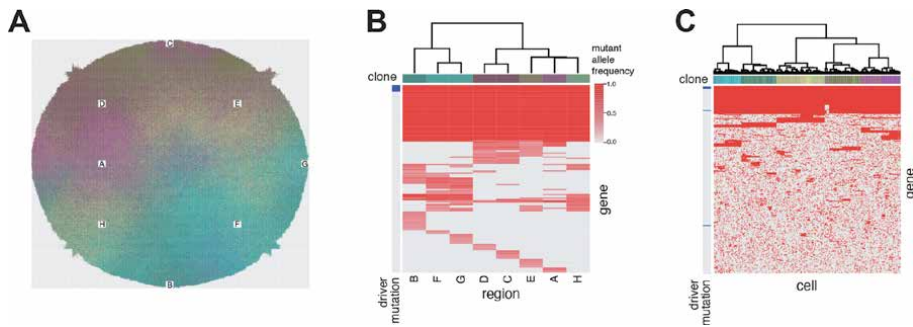 A
C
D
E
A
G
H
F
B
B
clone
mutant
allele
frequency
1.0
0.5
0.0
gene
driver
mutation
B F G D C E A H
region
C
clone
gene
driver
mutation
cell